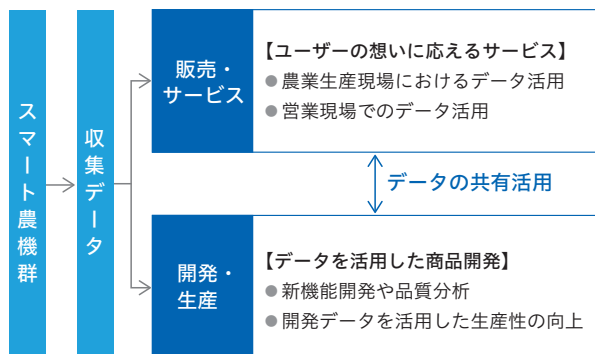 スマート農機群
収集データ
販売・
サービス
【ユーザーの想いに応えるサービス】
●農業生産現場におけるデータ活用
●営業現場でのデータ活用
データの共有活用
開発・
生産
【データを活用した商品開発】
●新機能開発や品質分析
●開発データを活用した生産性の向上